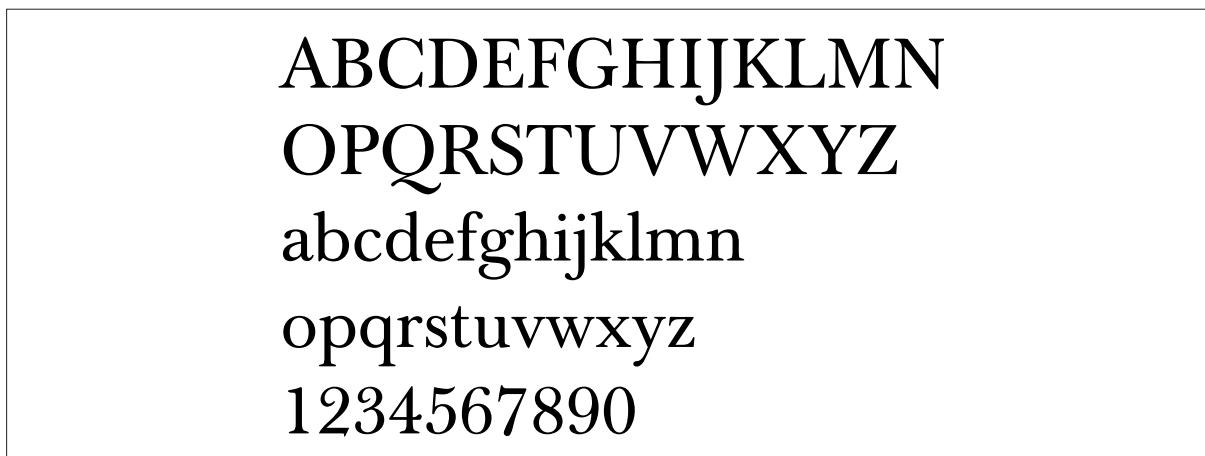 ABCDEFGHIJKLMN
OPQRSTUVWXYZ
abcdefghijklmn
opqrstuvwxyz
1234567890